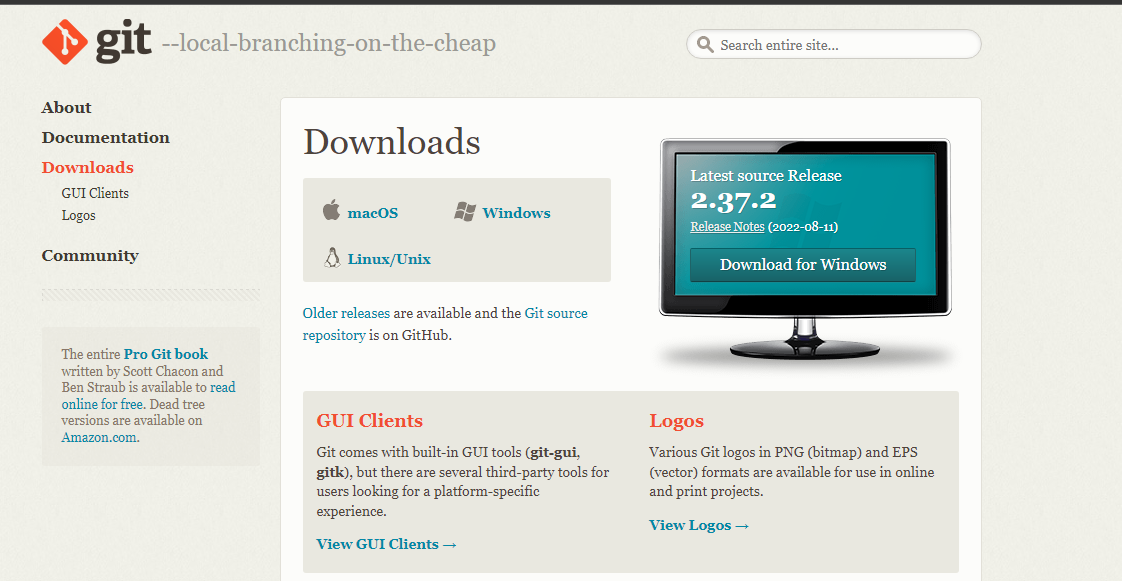 git --local-branching-on-the-cheap
Search entire site...
About
Documentation
Downloads
GUI Clients
Logos
Community
The entire Pro Git book
written by Scott Chacon and
Ben Straub is available to read
online for free. Dead tree
versions are available on
Amazon.com.
Downloads
macOS
Windows
Linux/Unix
Older releases are available and the Git source
repository is on GitHub.
Latest source Release
2.37.2
Release Notes (2022-08-11)
Download for Windows
GUI Clients
Git comes with built-in GUI tools (git-gui,
gitk), but there are several third-party tools for
users looking for a platform-specific
experience.
View GUI Clients →
Logos
Various Git logos in PNG (bitmap) and EPS
(vector) formats are available for use in online
and print projects.
View Logos →